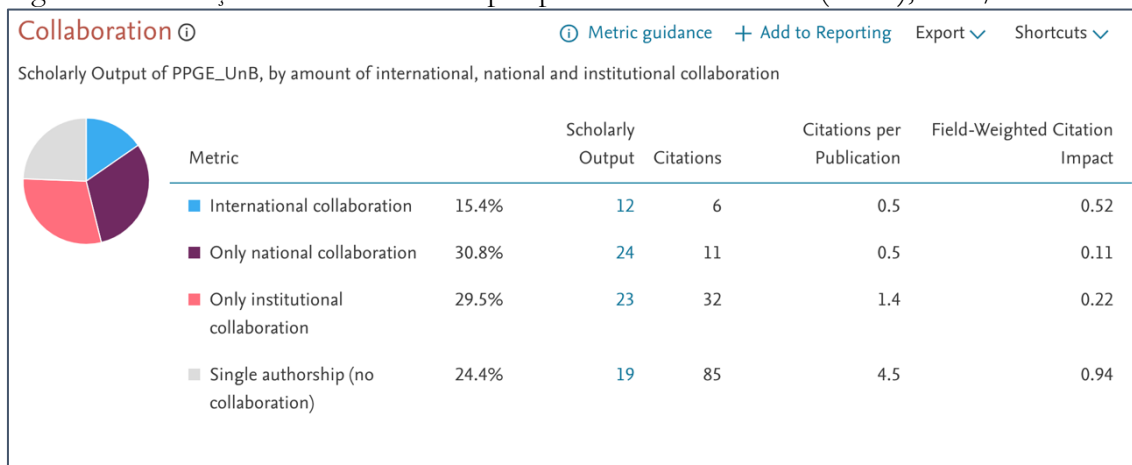 Collaboration
Metric guidance + Add to Reporting Export Shortcuts
Scholarly Output of PPGE_UnB, by amount of international, national and institutional collaboration
Metric Scholarly Output Citations Citations per Publication Field-Weighted Citation Impact
International collaboration 15.4% 12 6 0.5 0.52
Only national collaboration 30.8% 24 11 0.5 0.11
Only institutional collaboration 29.5% 23 32 1.4 0.22
Single authorship (no collaboration) 24.4% 19 85 4.5 0.94